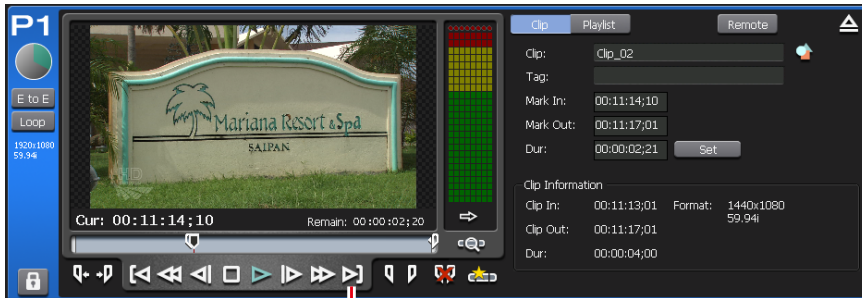 P1
E to E
Loop
1920x1080
59.94i
Mariana Resort & Spa
SAIPAN
Cur: 00:11:14;10
Remain: 00:00:02;20
Clip
Playlist
Remote
Clip: Clip_02
Tag:
Mark In: 00:11:14;10
Mark Out: 00:11:17;01
Dur: 00:00:02;21 Set
Clip Information
Clip In: 00:11:13;01 Format: 1440x1080
59.94i
Clip Out: 00:11:17;01
Dur: 00:00:04;00